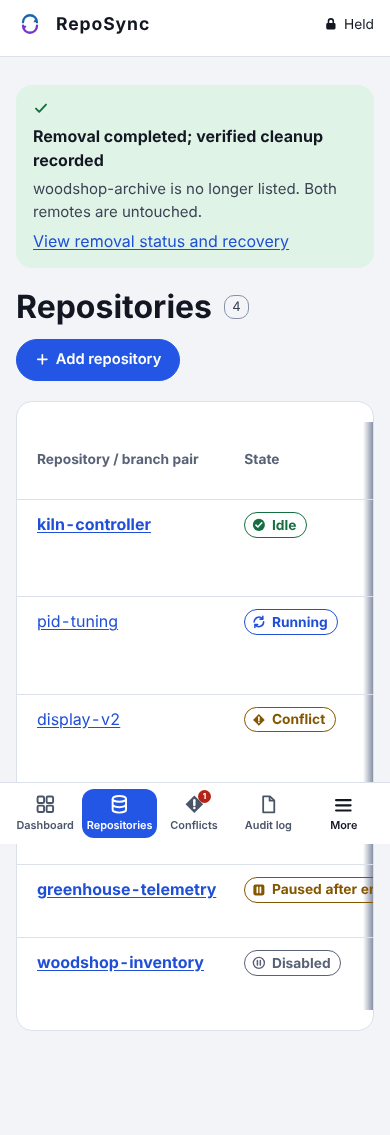 RepoSync
Held
Removal completed; verified cleanup
recorded
woodshop-archive is no longer listed. Both
remotes are untouched.
View removal status and recovery
Repositories 4
+ Add repository
Repository / branch pair State
kiln-controller Idle
pid-tuning Running
display-v2 Conflict
Dashboard Repositories Conflicts 1 Audit log More
greenhouse-telemetry Paused after
woodshop-inventory Disabled